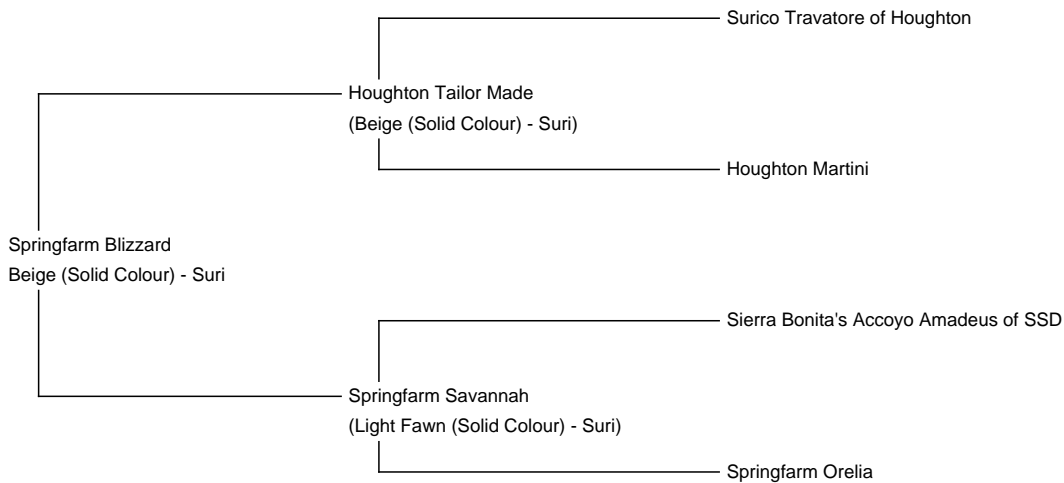 Surico Travatore of Houghton
Houghton Tailor Made
(Beige (Solid Colour) - Suri)
Houghton Martini
Springfarm Blizzard
Beige (Solid Colour) - Suri
Sierra Bonita's Accoyo Amadeus of SSD
Springfarm Savannah
(Light Fawn (Solid Colour) - Suri)
Springfarm Orelia